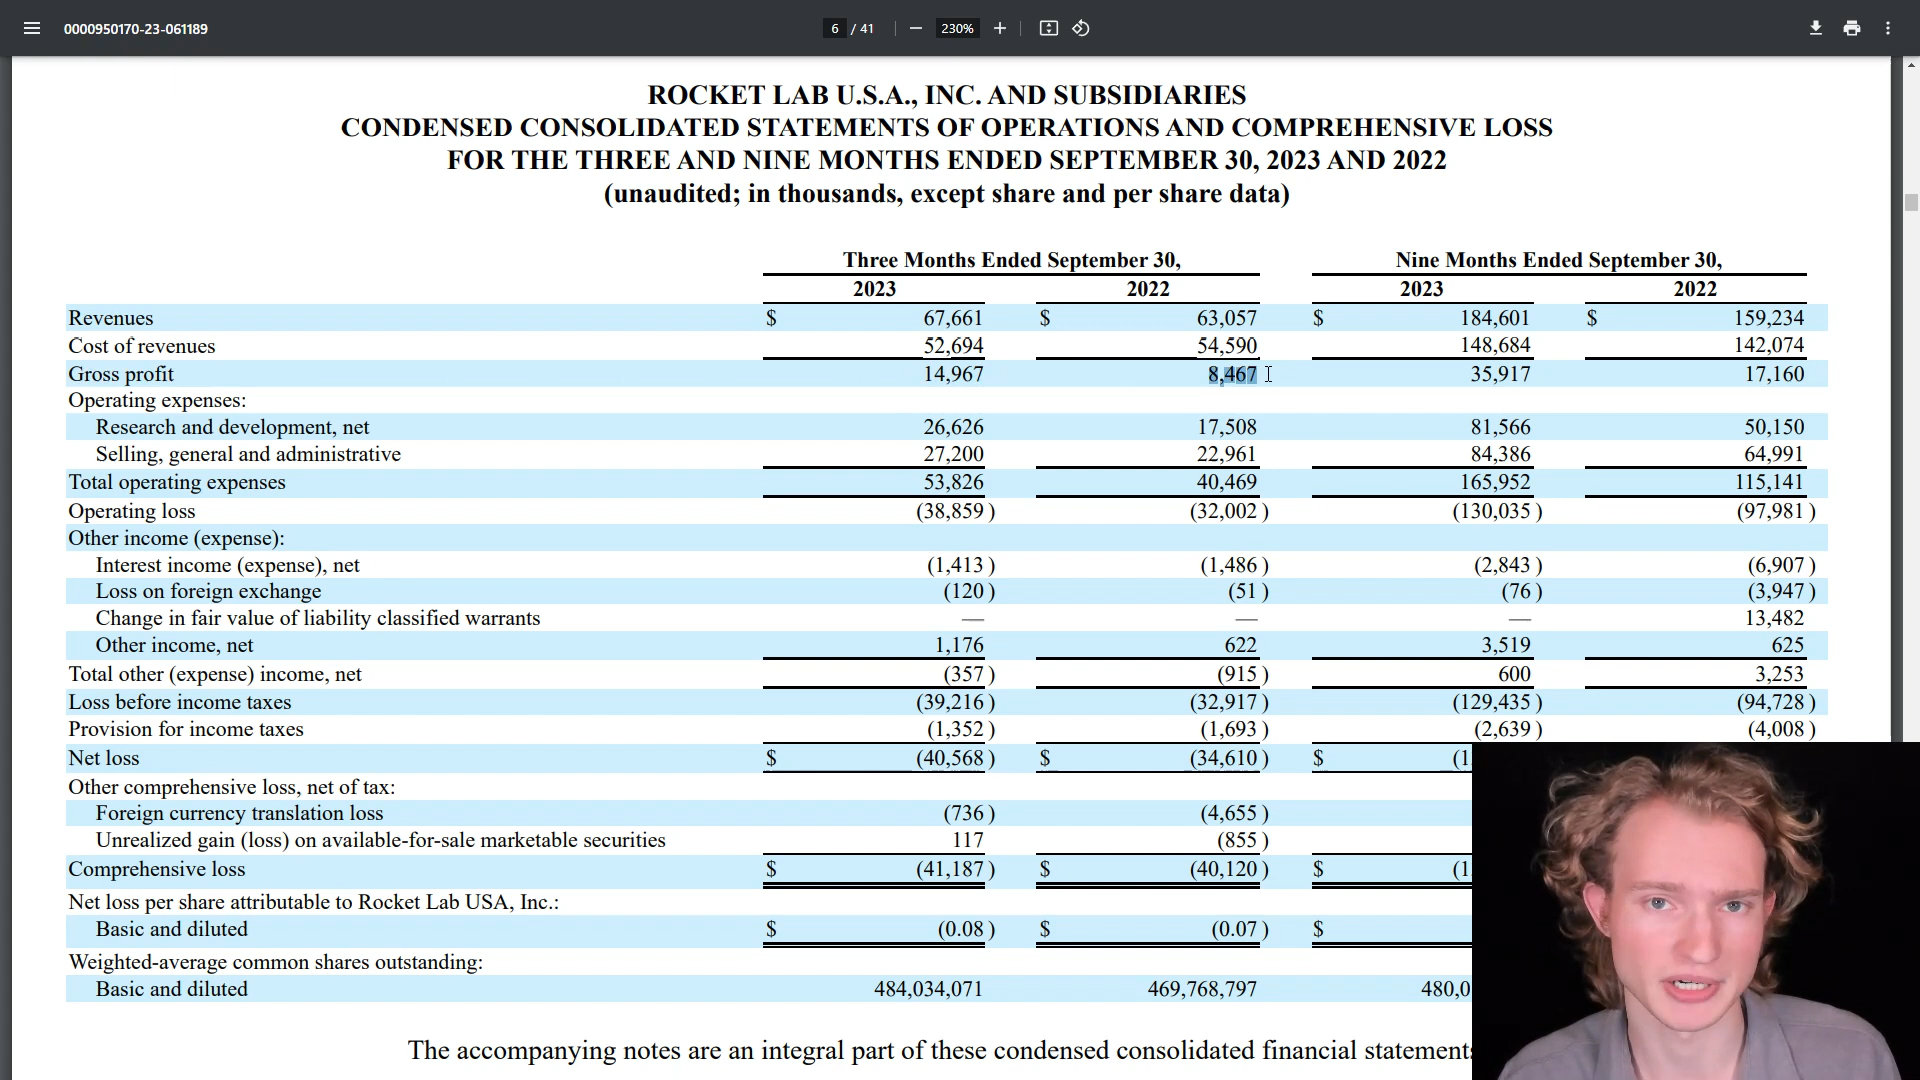 0000950170-23-061189
6 / 41
230%
ROCKET LAB U.S.A., INC. AND SUBSIDIARIES
CONDENSED CONSOLIDATED STATEMENTS OF OPERATIONS AND COMPREHENSIVE LOSS
FOR THE THREE AND NINE MONTHS ENDED SEPTEMBER 30, 2023 AND 2022
(unaudited; in thousands, except share and per share data)
Three Months Ended September 30, Nine Months Ended September 30,
2023 2022 2023 2022
Revenues $ 67,661 $ 63,057 $ 184,601 $ 159,234
Cost of revenues 52,694 54,590 148,684 142,074
Gross profit 14,967 8,467 35,917 17,160
Operating expenses:
Research and development, net 26,626 17,508 81,566 50,150
Selling, general and administrative 27,200 22,961 84,386 64,991
Total operating expenses 53,826 40,469 165,952 115,141
Operating loss (38,859) (32,002) (130,035) (97,981)
Other income (expense):
Interest income (expense), net (1,413) (1,486) (2,843) (6,907)
Loss on foreign exchange (120) (51) (76) (3,947)
Change in fair value of liability classified warrants — — — 13,482
Other income, net 1,176 622 3,519 625
Total other (expense) income, net (357) (915) 600 3,253
Loss before income taxes (39,216) (32,917) (129,435) (94,728)
Provision for income taxes (1,352) (1,693) (2,639) (4,008)
Net loss $ (40,568) $ (34,610) $
Other comprehensive loss, net of tax:
Foreign currency translation loss (736) (4,655)
Unrealized gain (loss) on available-for-sale marketable securities 117 (855)
Comprehensive loss $ (41,187) $ (40,120) $
Net loss per share attributable to Rocket Lab USA, Inc.:
Basic and diluted $ (0.08) $ (0.07) $
Weighted-average common shares outstanding:
Basic and diluted 484,034,071 469,768,797 480,0
The accompanying notes are an integral part of these condensed consolidated financial statements